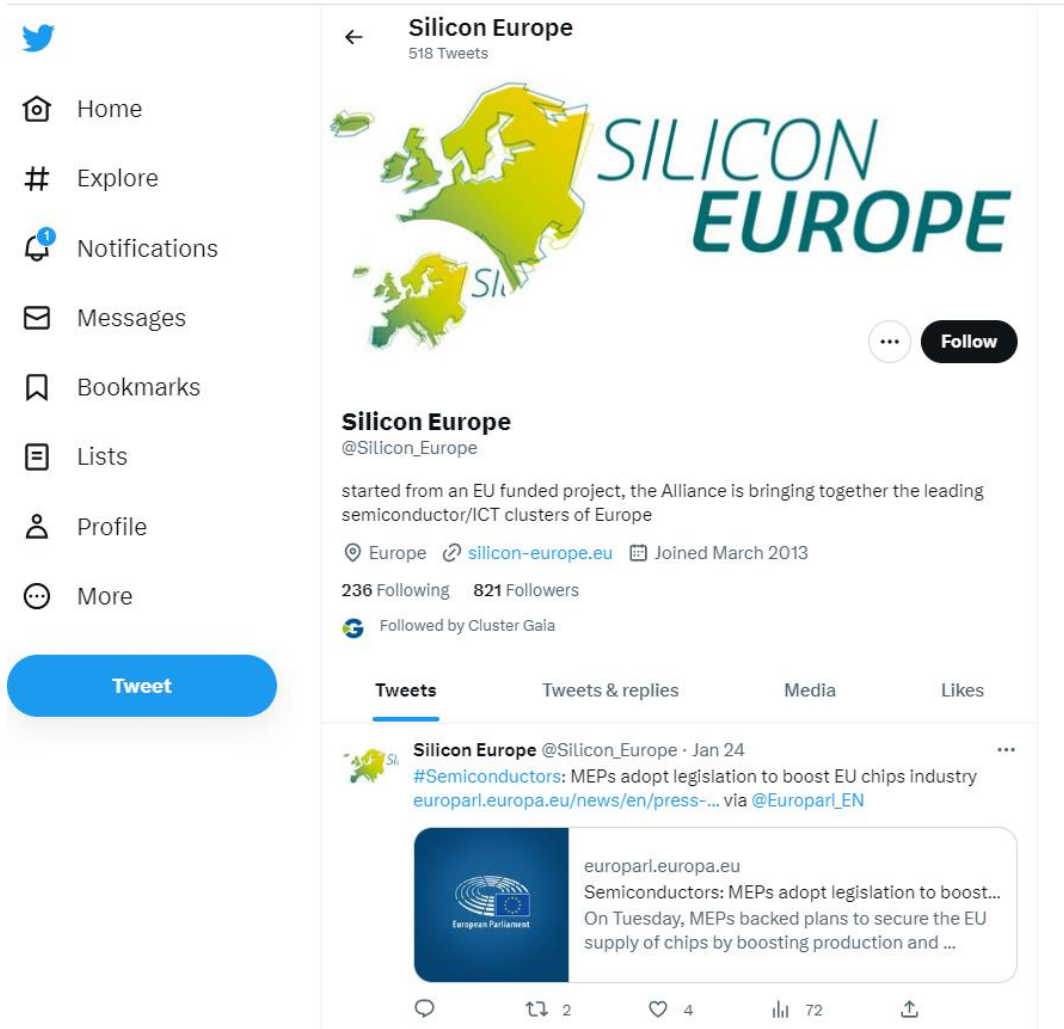 Silicon Europe
518 Tweets
Home
Explore
1
Notifications
Messages
Bookmarks
Lists
Profile
More
Tweet
SILICON
EUROPE
SI
Follow
Silicon Europe
@Silicon_Europe
started from an EU funded project, the Alliance is bringing together the leading
semiconductor/ICT clusters of Europe
Europe silicon-europe.eu Joined March 2013
236 Following 821 Followers
G Followed by Cluster Gaia
Tweets Tweets & replies Media Likes
SI
Silicon Europe @Silicon_Europe · Jan 24
#Semiconductors: MEPs adopt legislation to boost EU chips industry
europarl.europa.eu/news/en/press-... via @Europarl_EN
European Parliament
europarl.europa.eu
Semiconductors: MEPs adopt legislation to boost...
On Tuesday, MEPs backed plans to secure the EU
supply of chips by boosting production and ...
2 4 72